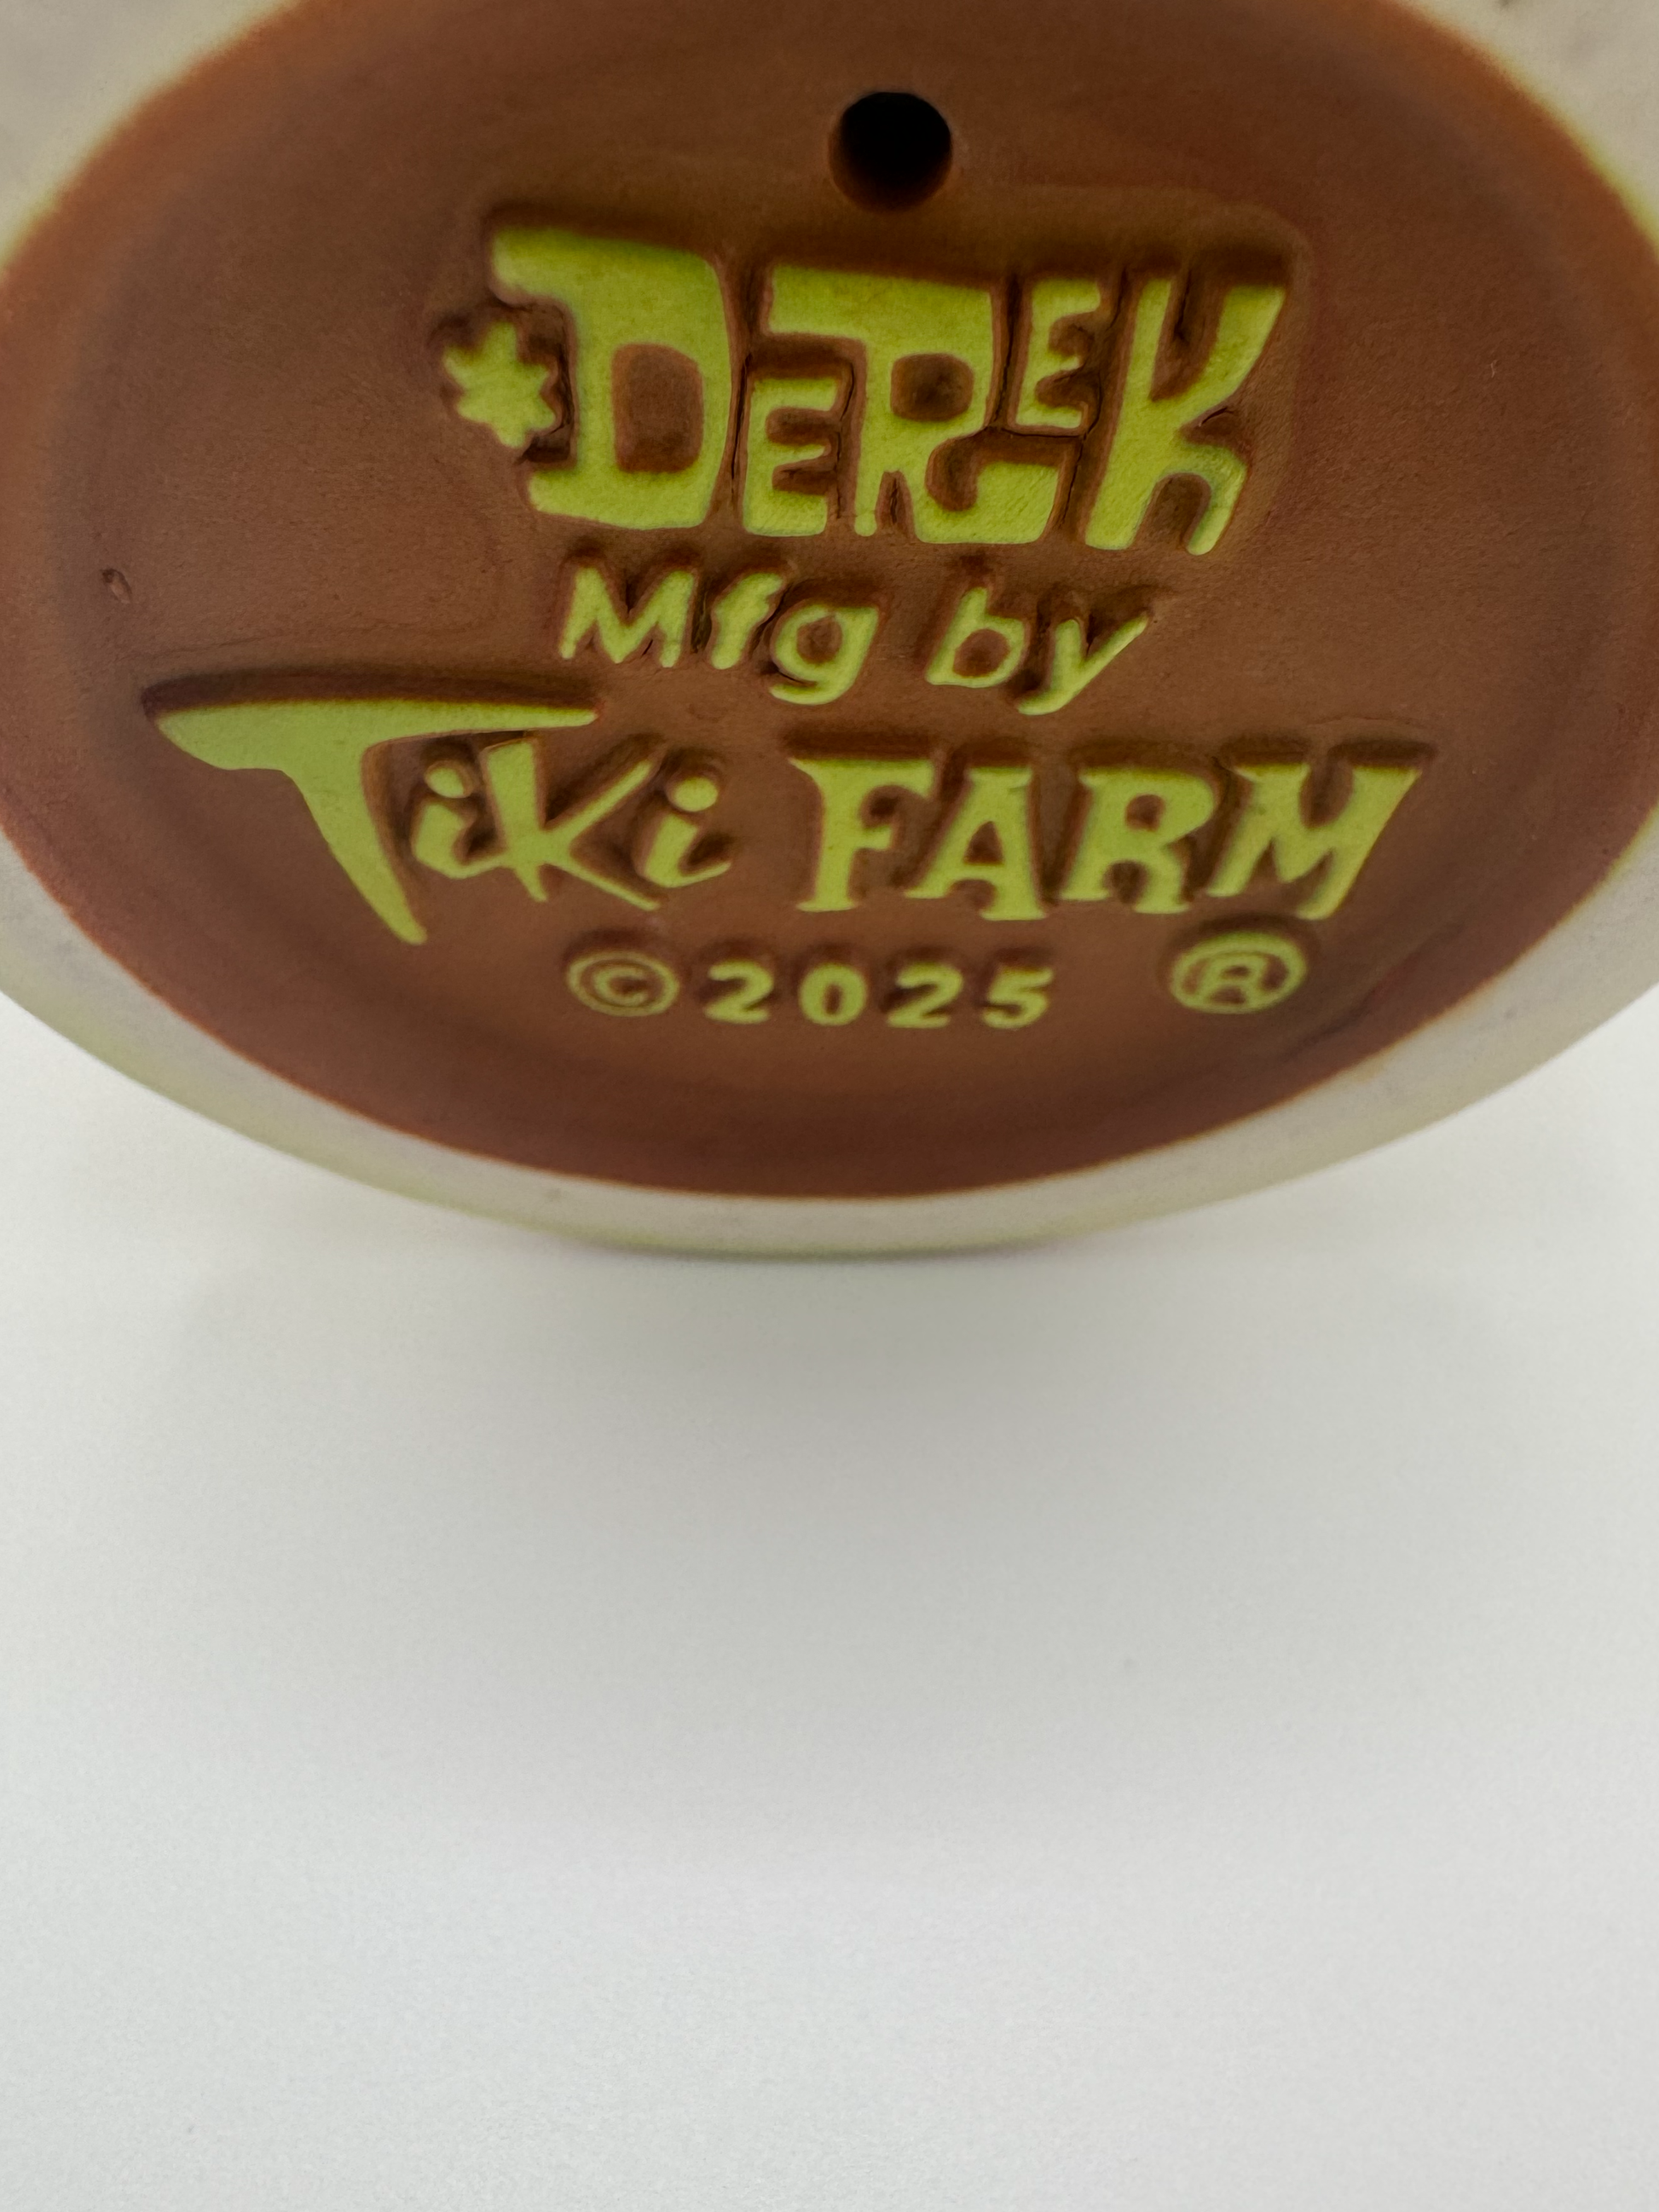 *DEREK
Mfg by
Tiki FARM
©2025 ®